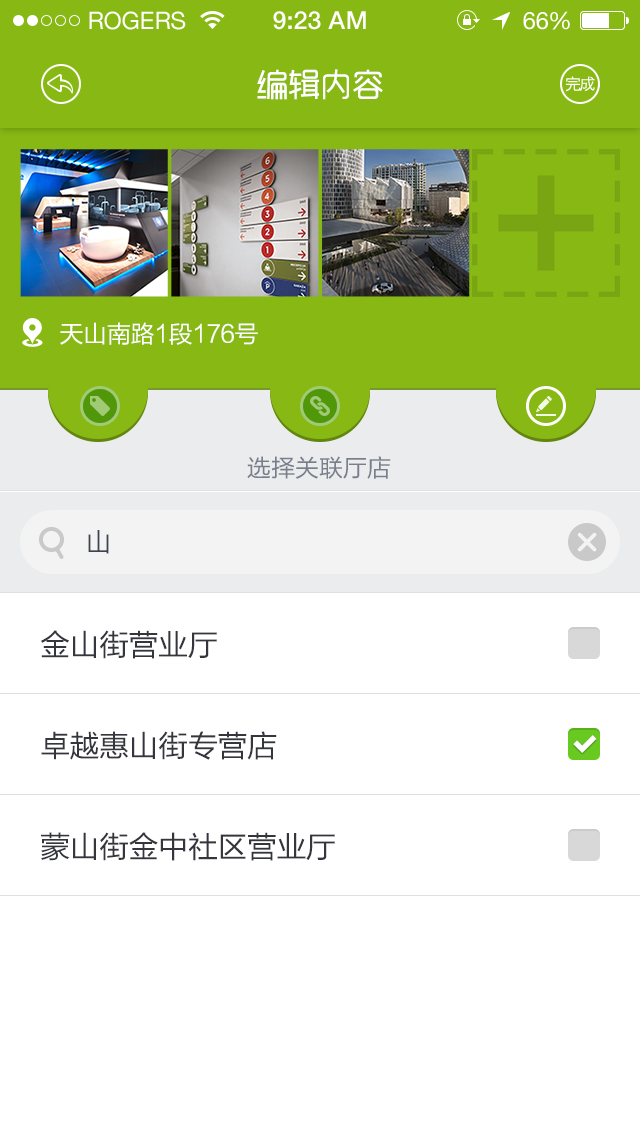 ROGERS 9:23 AM 66%
编辑内容
完成
6
5
4
3
2
1
P
天山南路1段176号
选择关联厅店
山
金山街营业厅
卓越惠山街专营店
蒙山街金中社区营业厅